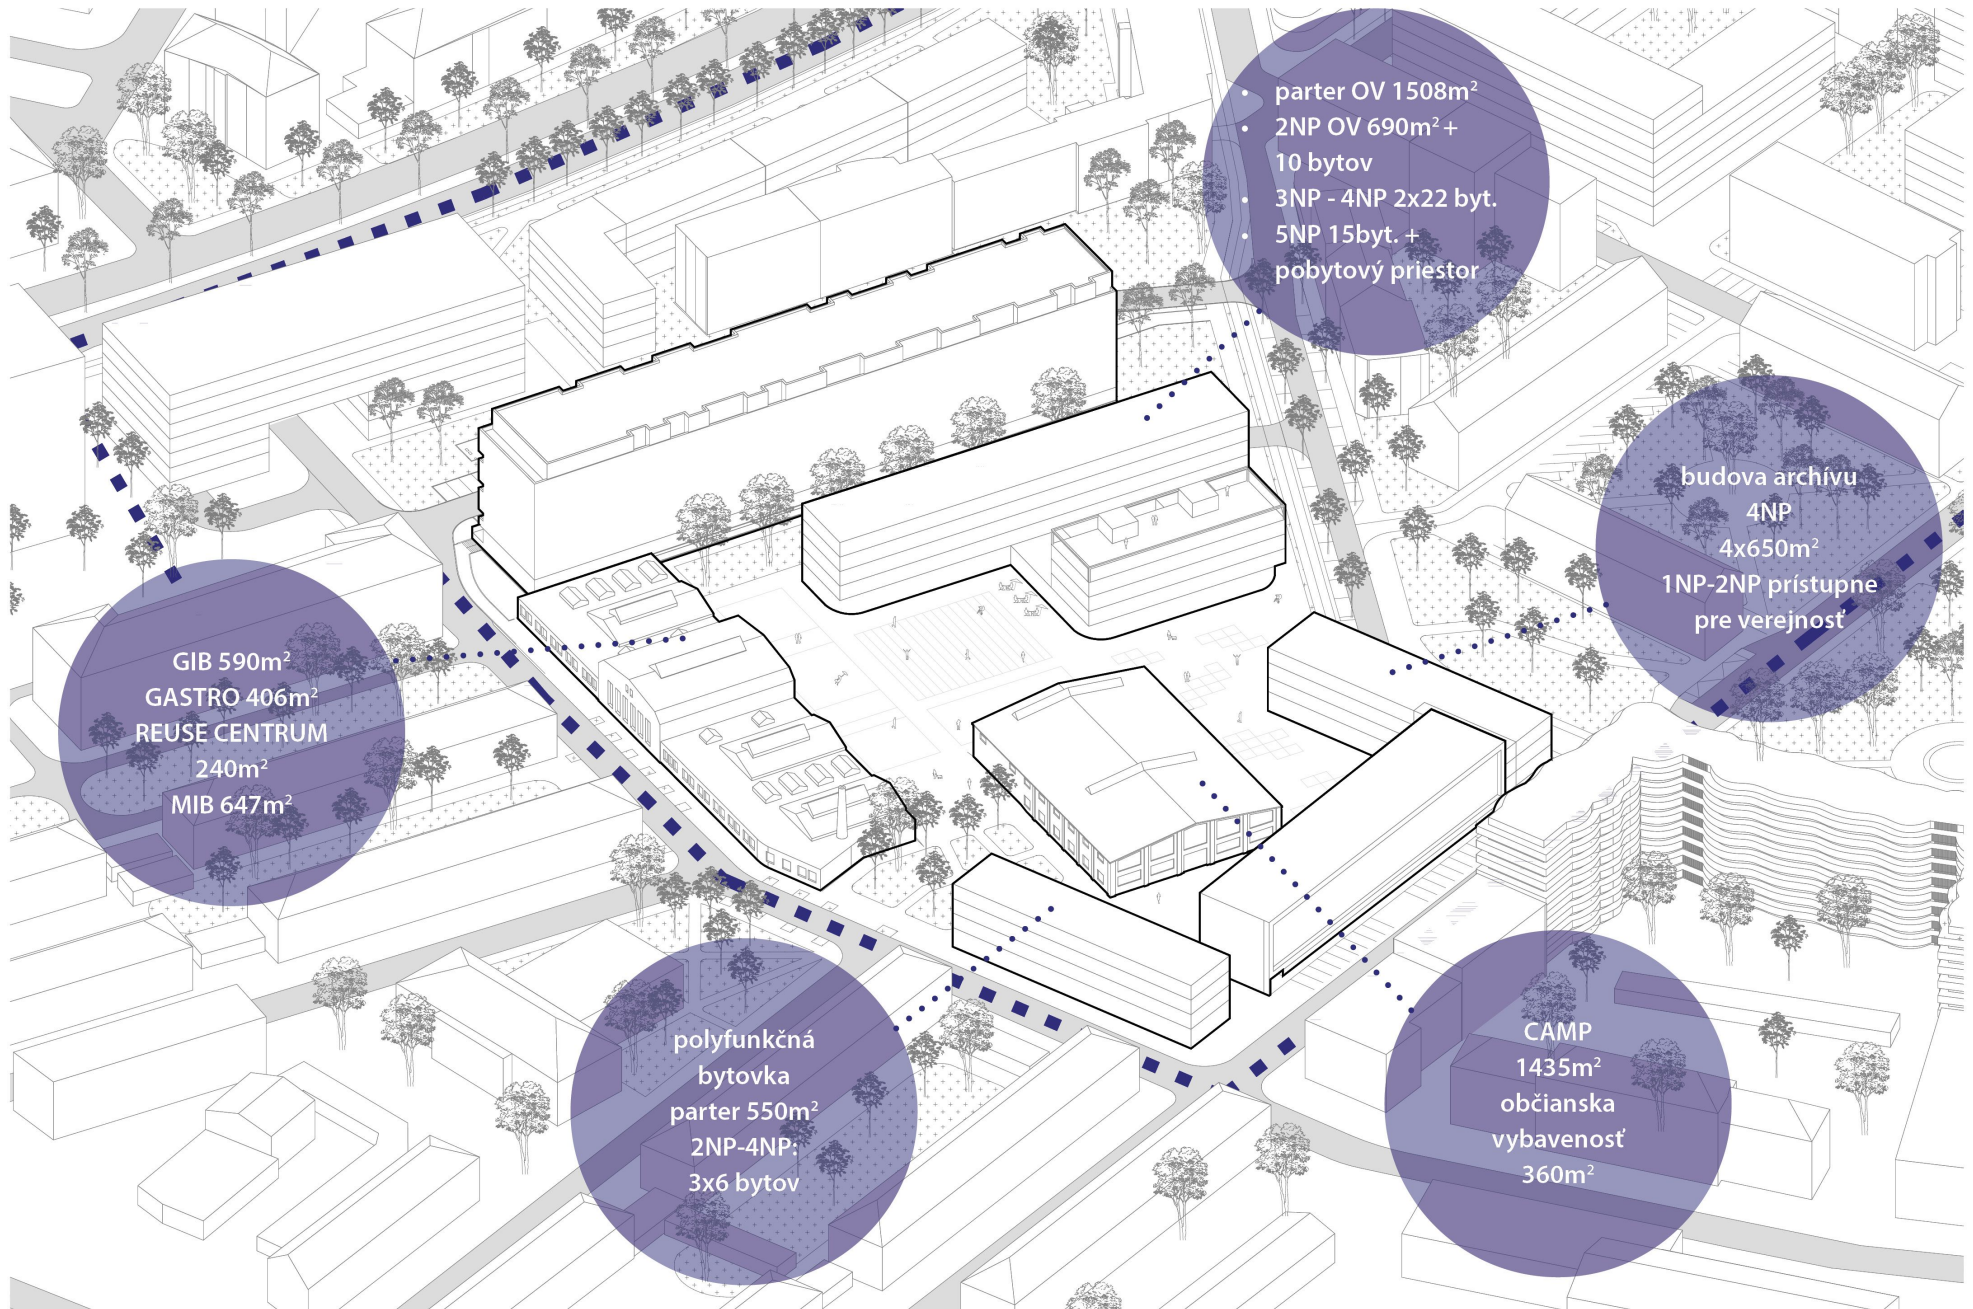 • parter OV 1508m²
• 2NP OV 690m² +
10 bytov
• 3NP - 4NP 2x22 byt.
• 5NP 15byt. +
pobytový priestor
budova archívu
4NP
4x650m²
1NP-2NP prístupne
pre verejnosť
GIB 590m²
GASTRO 406m²
REUSE CENTRUM
240m²
MIB 647m²
polyfunkčná
bytovka
parter 550m²
2NP-4NP:
3x6 bytov
CAMP
1435m²
občianska
vybavenosť
360m²